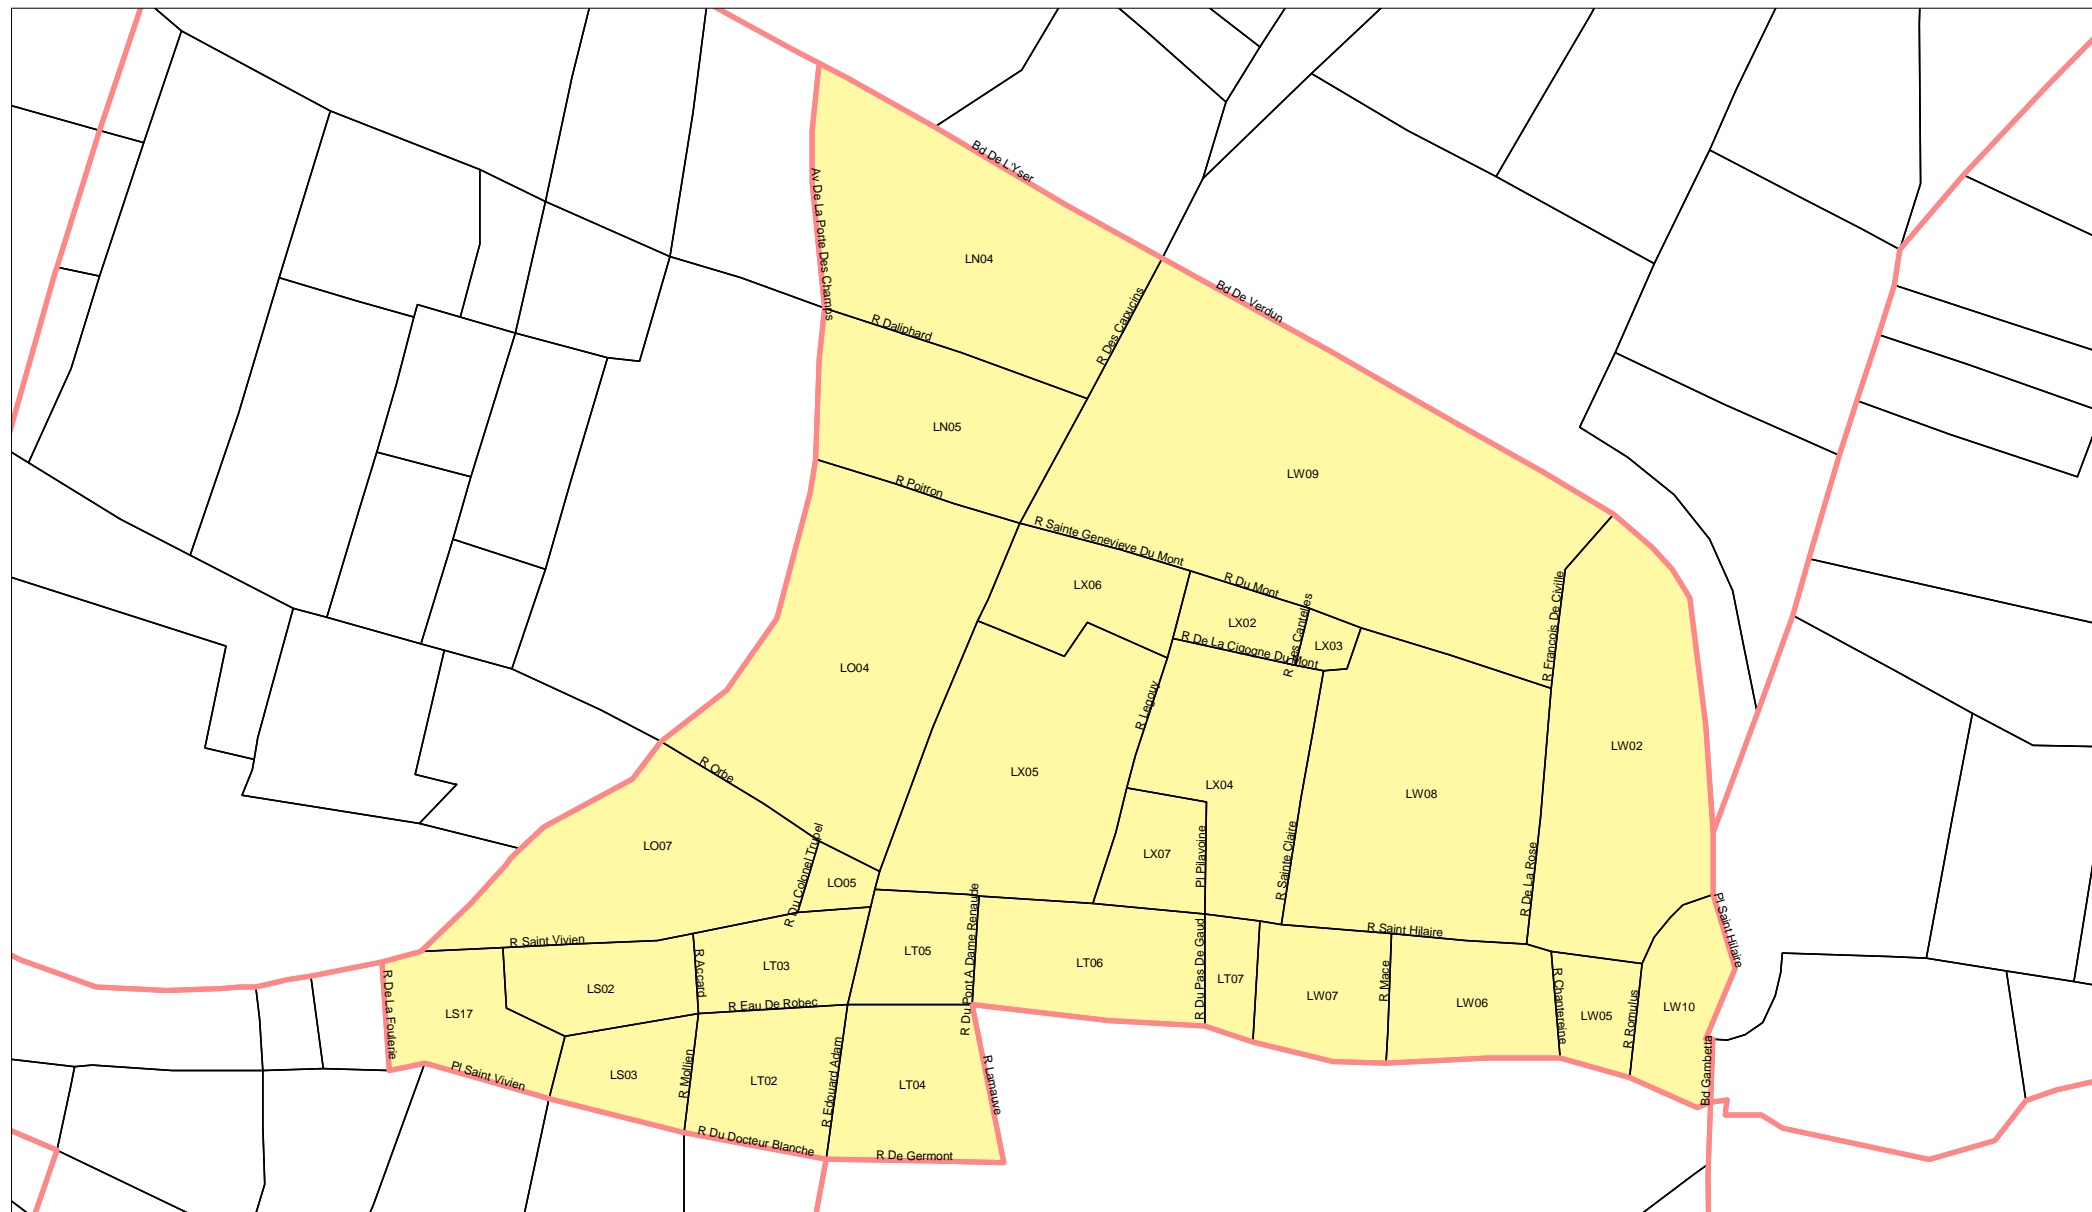 Bd De L'Yser
Av De La Porte Des Champs
LN04
Bd De Verdun
R Des Capucins
R Daliphard
LN05
LW09
R Poitron
R Sainte Genevieve Du Mont
R Du Mont
R Francois De Civille
LX06
LX02
R Des Cantelles
LX03
R De La Cigogne Du Mont
LO04
R Legouy
LW02
R Orbe
LX05
LX04
LW08
LO07
R Du Colonel Trupel
LO05
LX07
Pl Pilavoine
R Sainte Claire
R De La Rose
Pl Saint Hilaire
R Saint Vivien
R Accard
R Saint Hilaire
LT05
R Du Pont A Dame Renaude
LT06
R Du Pas De Gaud
LT07
LT03
LS02
R De La Foulerie
LS17
R Eau De Robec
LW07
R Mace
LW06
R Chantereine
LW05
R Romulus
LW10
Bd Gambetta
Pl Saint Vivien
LS03
R Mollien
LT02
R Edouard Adam
LT04
R Lamauve
R Du Docteur Blanche
R De Germont